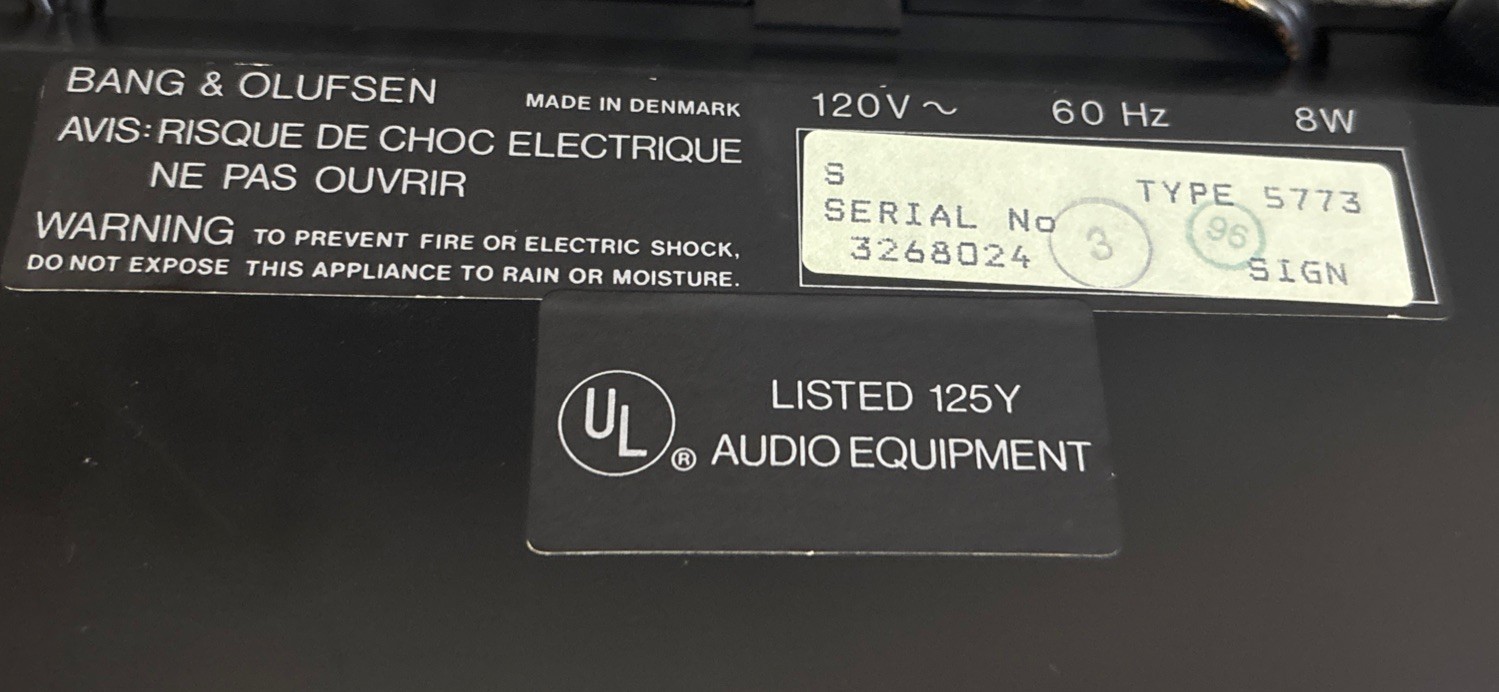 BANG & OLUFSEN MADE IN DENMARK
AVIS: RISQUE DE CHOC ELECTRIQUE
NE PAS OUVRIR
WARNING TO PREVENT FIRE OR ELECTRIC SHOCK,
DO NOT EXPOSE THIS APPLIANCE TO RAIN OR MOISTURE.
120V ~ 60 Hz 8W
S TYPE 5773
SERIAL No
3268024 3 96 SIGN
UL ® LISTED 125Y
AUDIO EQUIPMENT